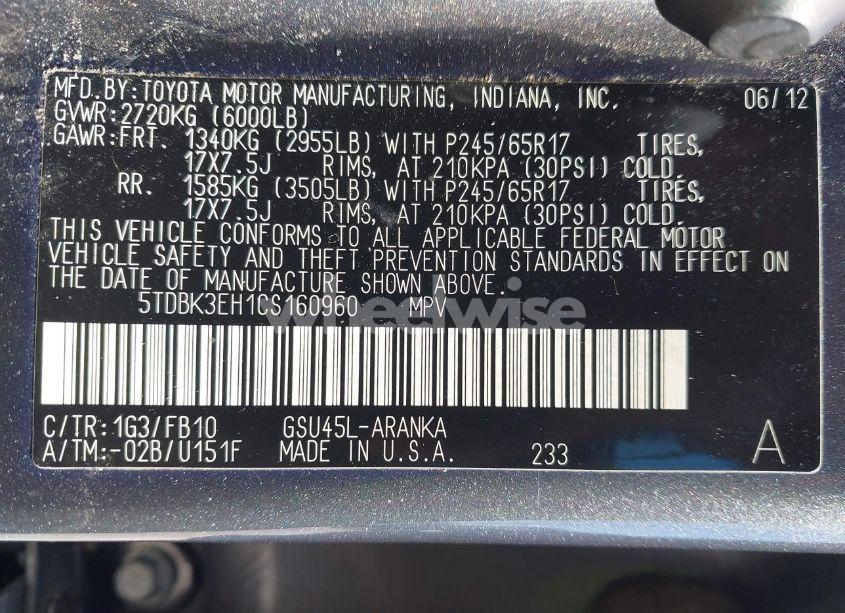 MFD.BY:TOYOTA MOTOR MANUFACTURING, INDIANA, INC. 06/12
GVWR:2720KG (6000LB)
GAWR:FRT. 1340KG (2955LB) WITH P245/65R17 TIRES,
17X7.5J RIMS, AT 210KPA (30PSI) COLD.
RR. 1585KG (3505LB) WITH P245/65R17 TIRES,
17X7.5J RIMS, AT 210KPA (30PSI) COLD.
THIS VEHICLE CONFORMS TO ALL APPLICABLE FEDERAL MOTOR
VEHICLE SAFETY AND THEFT PREVENTION STANDARDS IN EFFECT ON
THE DATE OF MANUFACTURE SHOWN ABOVE.
5TDBK3EH1CS160960 MPV
wheelwise
C/TR:1G3/FB10 GSU45L-ARANKA
A/TM:-02B/U151F MADE IN U.S.A. 233 A